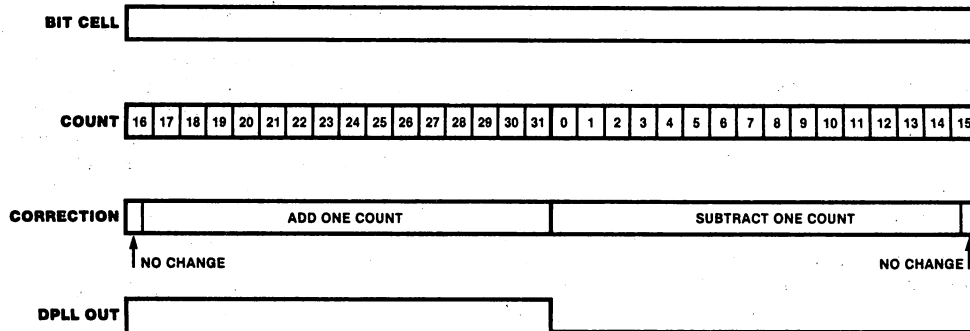 BIT CELL
COUNT 16 17 18 19 20 21 22 23 24 25 26 27 28 29 30 31 0 1 2 3 4 5 6 7 8 9 10 11 12 13 14 15
CORRECTION ADD ONE COUNT SUBTRACT ONE COUNT
NO CHANGE NO CHANGE
DPLL OUT